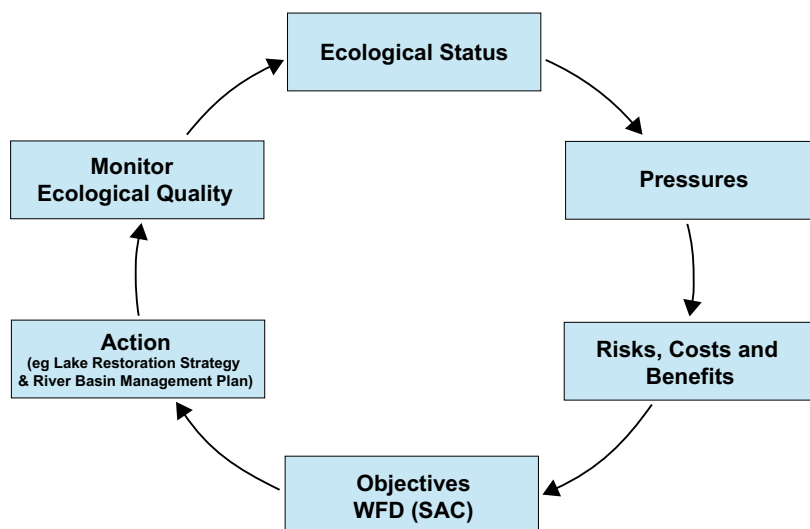 Ecological Status
Pressures
Risks, Costs and
Benefits
Objectives
WFD (SAC)
Action
(eg Lake Restoration Strategy
& River Basin Management Plan)
Monitor
Ecological Quality